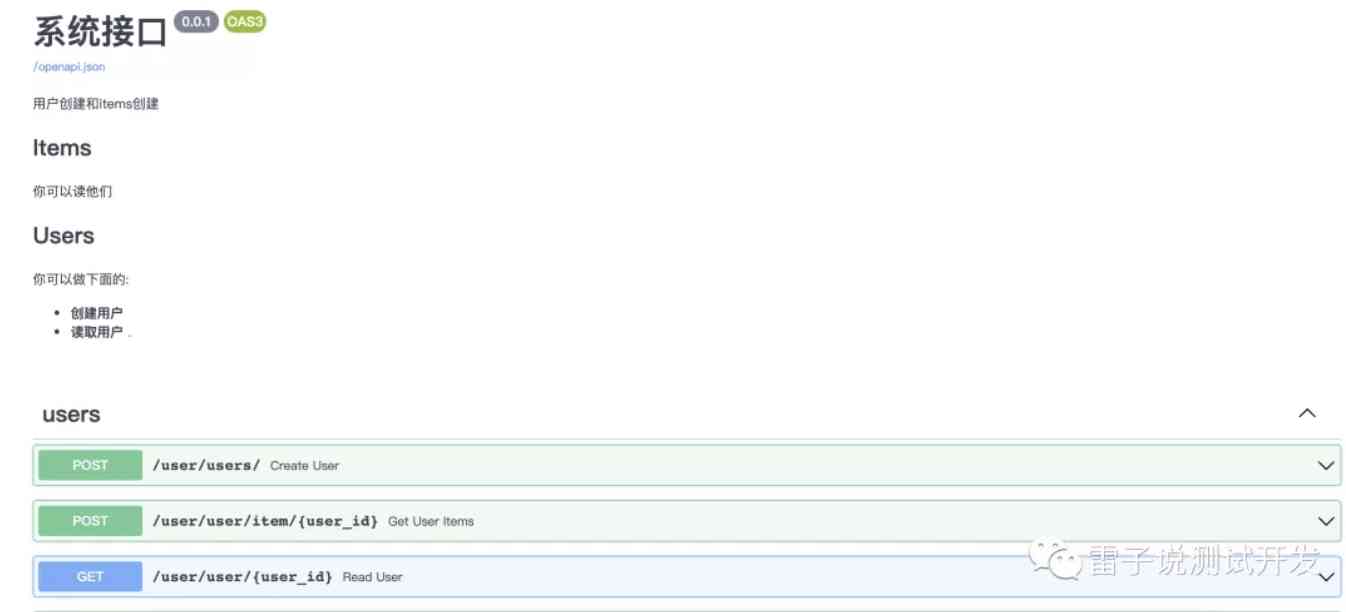 系统接口 0.0.1 OAS3
/openapi.json
用户创建和items创建
Items
你可以读他们
Users
你可以做下面的:
• 创建用户
• 读取用户 .
users
POST /user/users/ Create User
POST /user/user/item/{user_id} Get User Items
GET /user/user/{user_id} Read User
雷子说测试开发